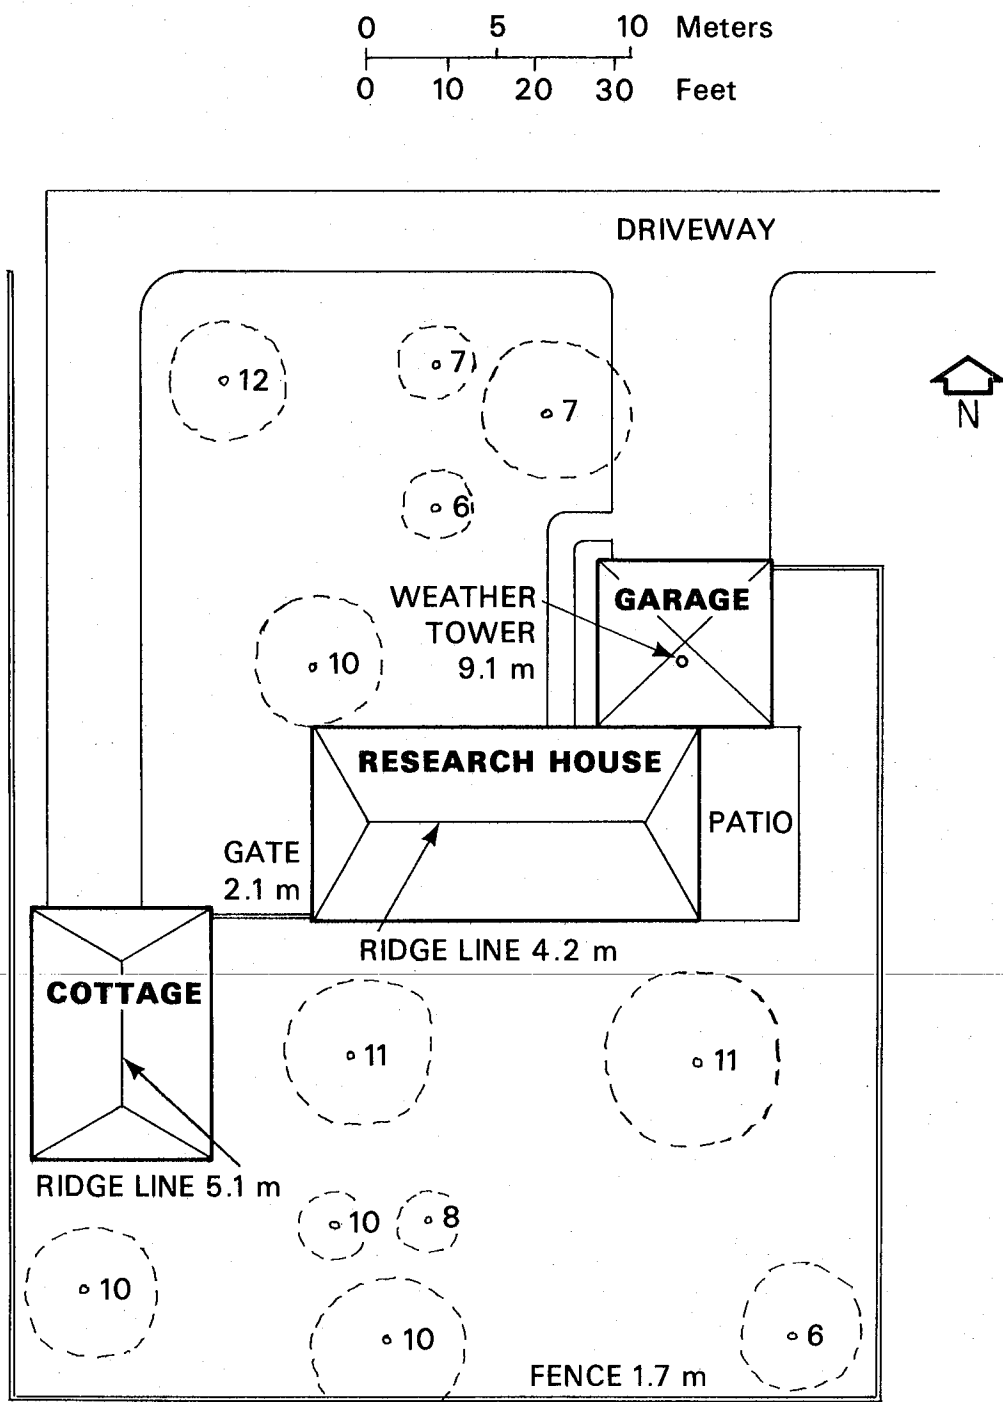 0 5 10 Meters
0 10 20 30 Feet
DRIVEWAY
12
7
7
N
6
WEATHER
TOWER
9.1 m
GARAGE
10
RESEARCH HOUSE
PATIO
GATE
2.1 m
RIDGE LINE 4.2 m
COTTAGE
11
11
RIDGE LINE 5.1 m
10
8
10
10
6
FENCE 1.7 m